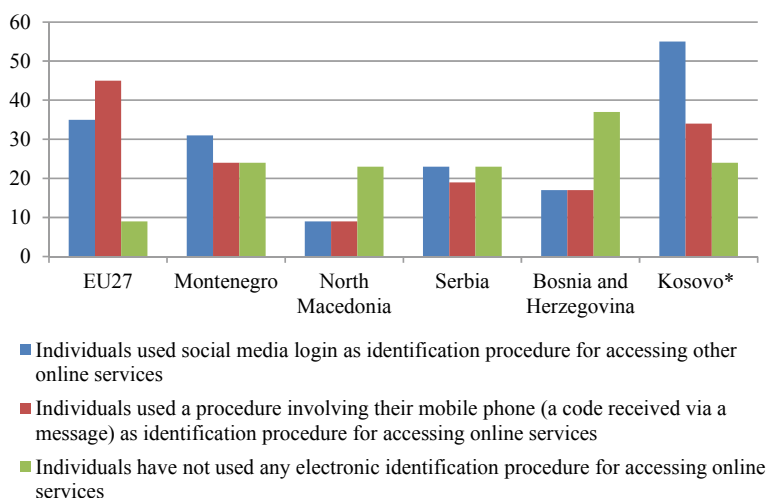 60
50
40
30
20
10
0
EU27 Montenegro North Macedonia Serbia Bosnia and Herzegovina Kosovo*
Individuals used social media login as identification procedure for accessing other
online services
Individuals used a procedure involving their mobile phone (a code received via a
message) as identification procedure for accessing online services
Individuals have not used any electronic identification procedure for accessing online
services